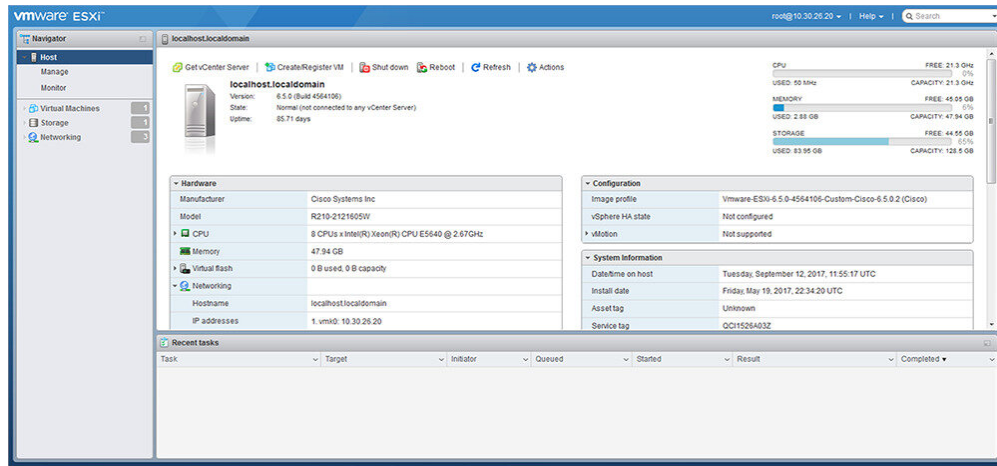 vmware ESXi™
root@10.30.26.20 | Help | Search
Navigator
Host
Manage
Monitor
Virtual Machines 1
Storage 1
Networking 3
localhost.localdomain
Get vCenter Server | Create/Register VM | Shut down Reboot | Refresh | Actions
localhost.localdomain
Version: 6.5.0 (Build 4564106)
State: Normal (not connected to any vCenter Server)
Uptime: 85.71 days
CPU FREE: 21.3 GHz
0%
USED: 50 MHz CAPACITY: 21.3 GHz
MEMORY FREE: 45.05 GB
6%
USED: 2.88 GB CAPACITY: 47.94 GB
STORAGE FREE: 44.55 GB
65%
USED: 83.95 GB CAPACITY: 128.5 GB
Hardware
Manufacturer Cisco Systems Inc
Model R210-2121605W
CPU 8 CPUs x Intel(R) Xeon(R) CPU E5640 @ 2.67GHz
Memory 47.94 GB
Virtual flash 0 B used, 0 B capacity
Networking
Hostname localhost.localdomain
IP addresses 1. vmk0: 10.30.26.20
Configuration
Image profile Vmware-ESXi-6.5.0-4564106-Custom-Cisco-6.5.0.2 (Cisco)
vSphere HA state Not configured
vMotion Not supported
System Information
Date/time on host Tuesday, September 12, 2017, 11:55:17 UTC
Install date Friday, May 19, 2017, 22:34:20 UTC
Asset tag Unknown
Service tag QCI1526A03Z
Recent tasks
Task Target Initiator Queued Started Result Completed